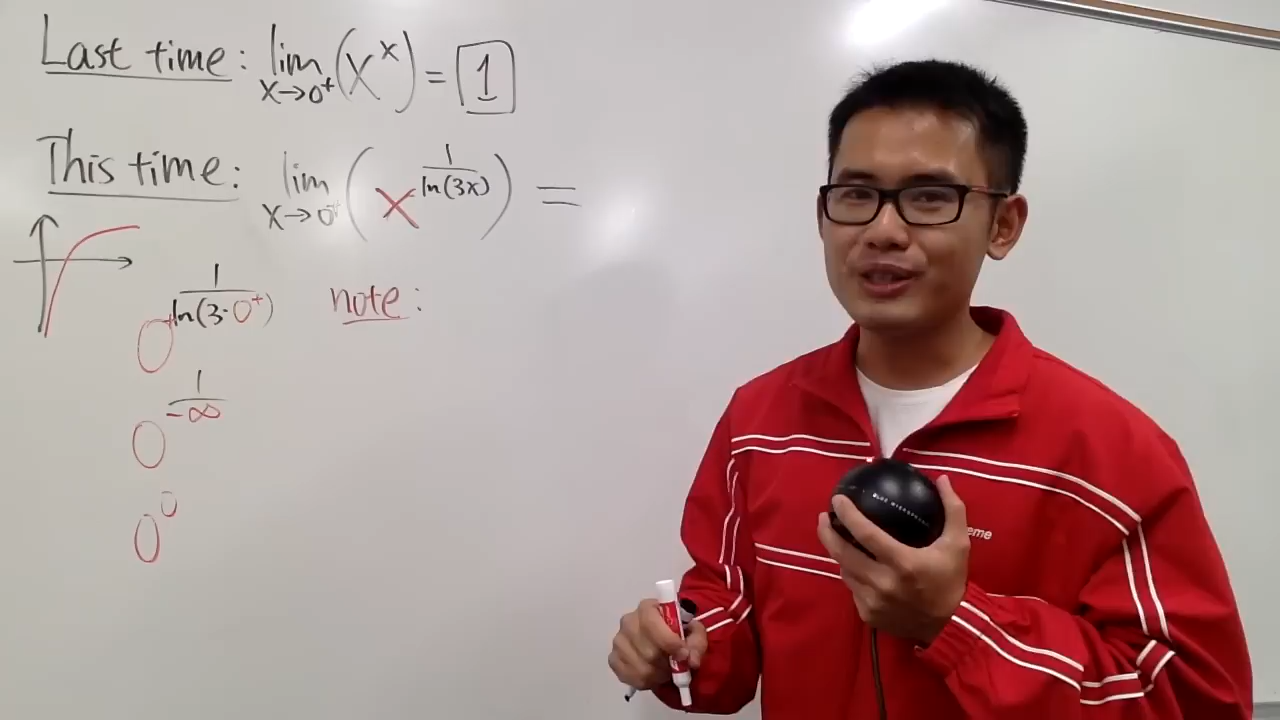 Last time: lim x→0⁺ (x^x) = 1
This time: lim x→0⁺ (x^(1/ln(3x))) =
0⁺^(1/ln(3·0⁺)) note:
0^(1/-∞)
0^0